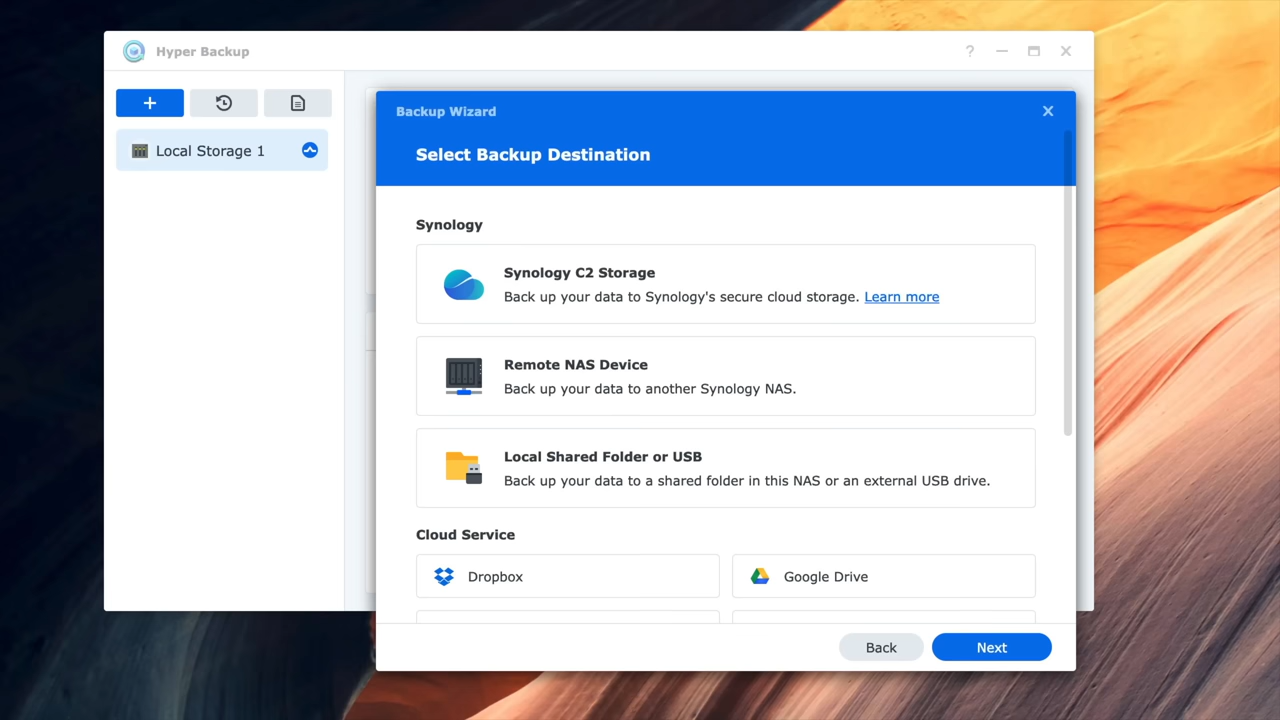 Hyper Backup
?
Local Storage 1
Backup Wizard
Select Backup Destination
Synology
Synology C2 Storage
Back up your data to Synology's secure cloud storage. Learn more
Remote NAS Device
Back up your data to another Synology NAS.
Local Shared Folder or USB
Back up your data to a shared folder in this NAS or an external USB drive.
Cloud Service
Dropbox
Google Drive
Back
Next